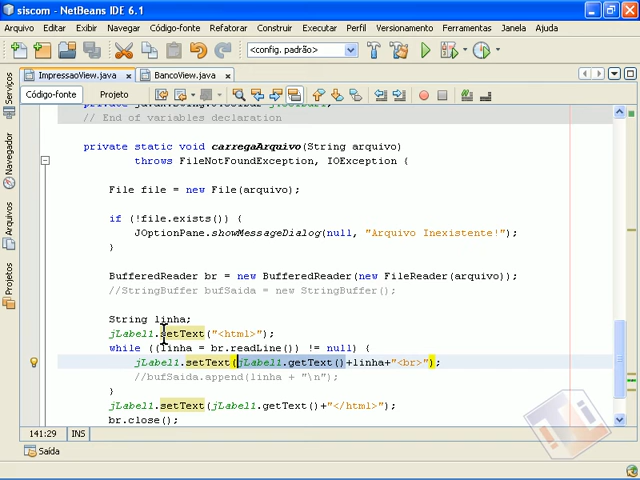 siscom - NetBeans IDE 6.1
Arquivo Editar Exibir Navegar Código-fonte Refatorar Construir Executar Perfil Versionamento Ferramentas Janela Ajuda
<config. padrão>
ImpressaoView.java x BancoView.java x
Código-fonte Projeto
Serviços
Navegador
Arquivos
Projetos
// End of variables declaration
private static void carregaArquivo(String arquivo)
throws FileNotFoundException, IOException {
File file = new File(arquivo);
if (!file.exists()) {
JOptionPane.showMessageDialog(null, "Arquivo Inexistente!");
}
BufferedReader br = new BufferedReader(new FileReader(arquivo));
//StringBuffer bufSaida = new StringBuffer();
String linha;
jLabel1.setText("<html>");
while ((linha = br.readLine()) != null) {
jLabel1.setText(jLabel1.getText()+linha+"<br>");
//bufSaida.append(linha + "\n");
}
jLabel1.setText(jLabel1.getText()+"</html>");
br.close();
141:29 INS
Saída